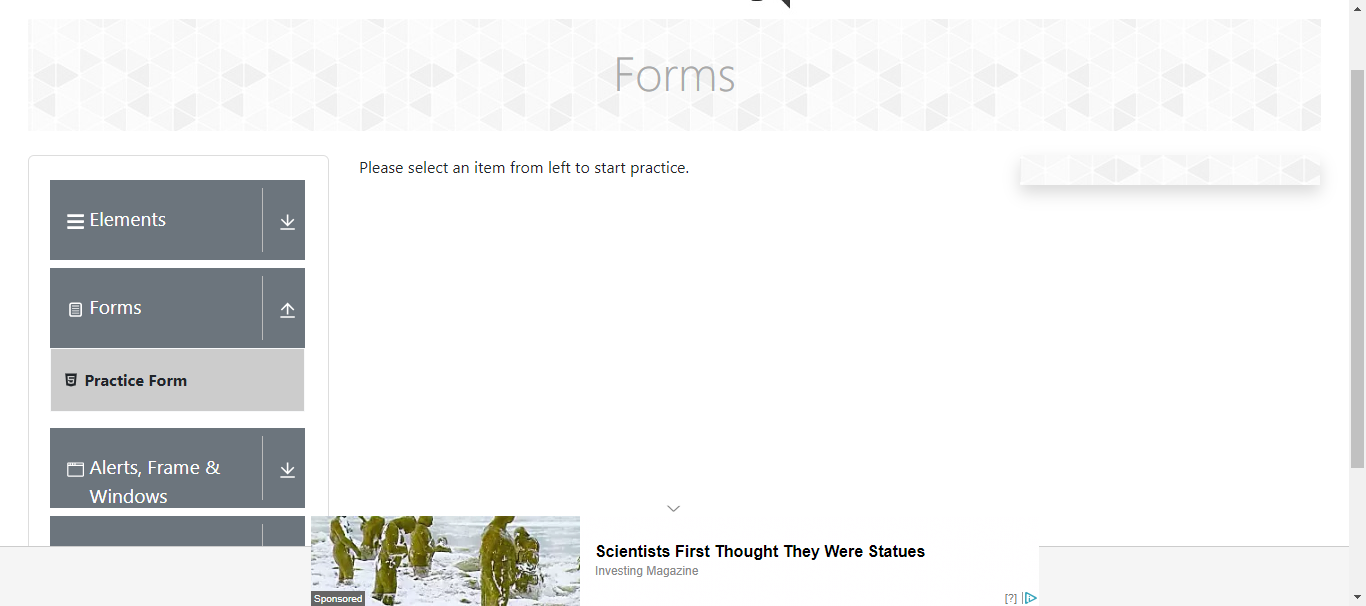 Forms
Please select an item from left to start practice.
Elements
Forms
Practice Form
Alerts, Frame &
Windows
Scientists First Thought They Were Statues
Investing Magazine
Sponsored
[?]